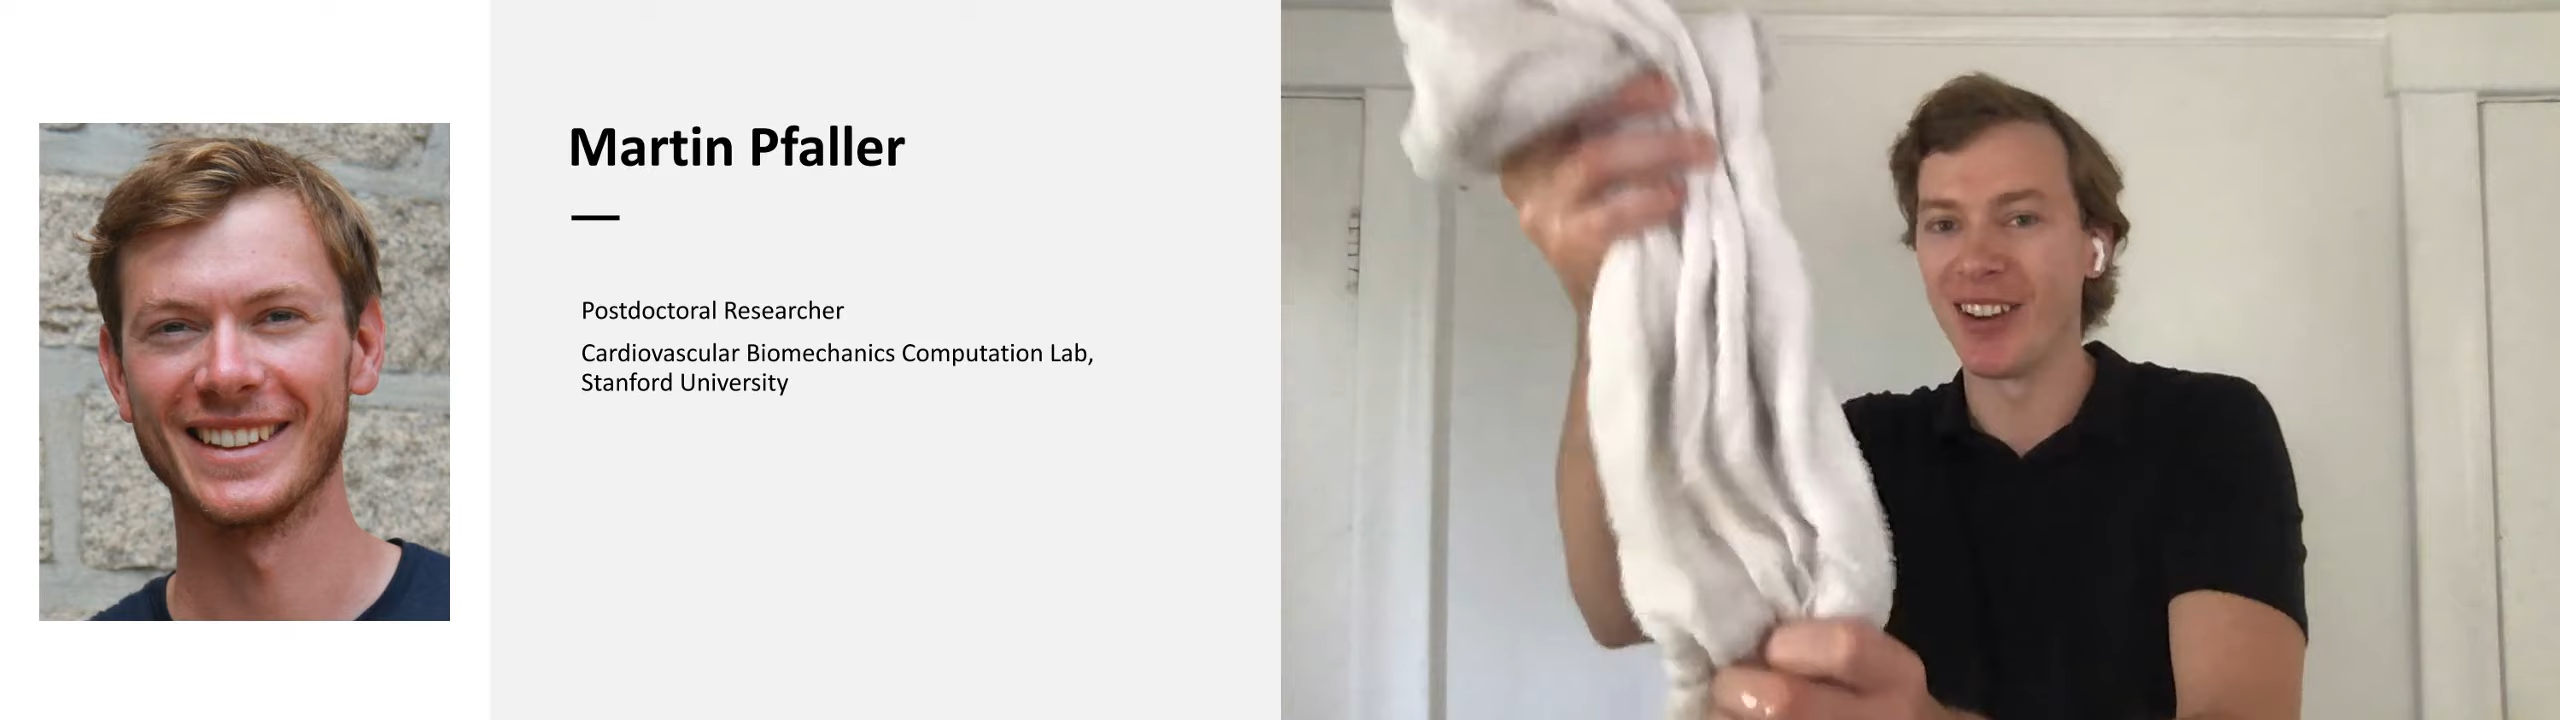 Martin Pfaller
Postdoctoral Researcher
Cardiovascular Biomechanics Computation Lab,
Stanford University